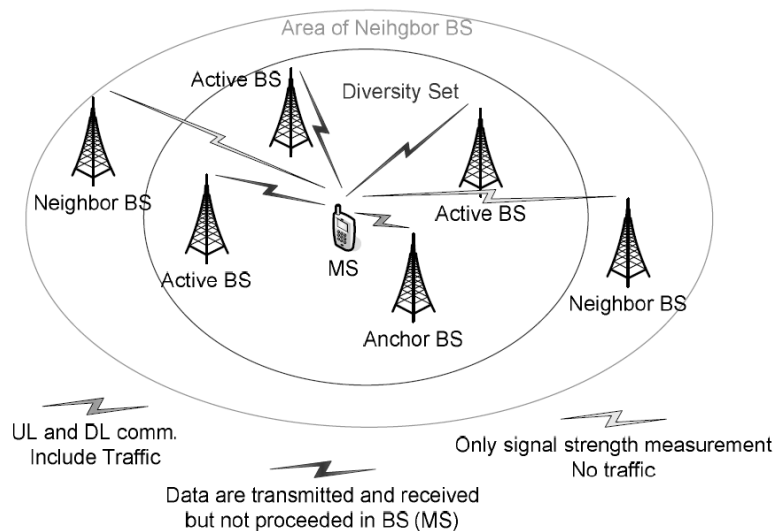 Area of Neihgbor BS
Active BS
Diversity Set
Neighbor BS
Active BS
Active BS
MS
Neighbor BS
Anchor BS
UL and DL comm.
Include Traffic
Only signal strength measurement
No traffic
Data are transmitted and received
but not proceeded in BS (MS)